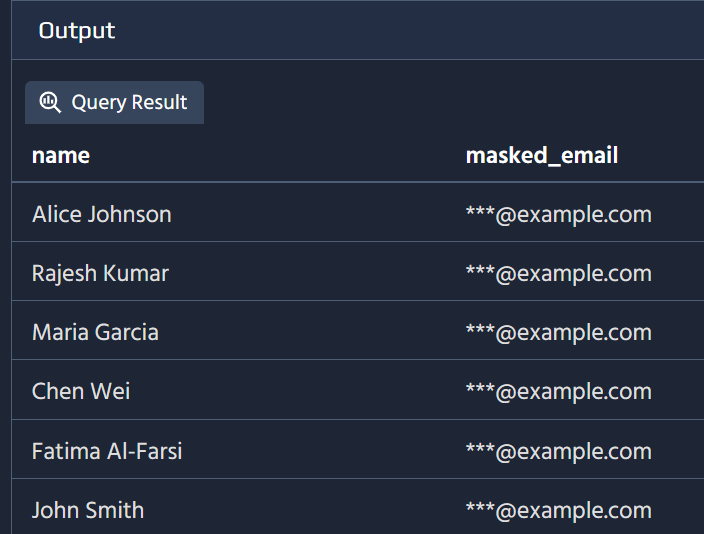 Output
Query Result
name masked_email
Alice Johnson ***@example.com
Rajesh Kumar ***@example.com
Maria Garcia ***@example.com
Chen Wei ***@example.com
Fatima Al-Farsi ***@example.com
John Smith ***@example.com